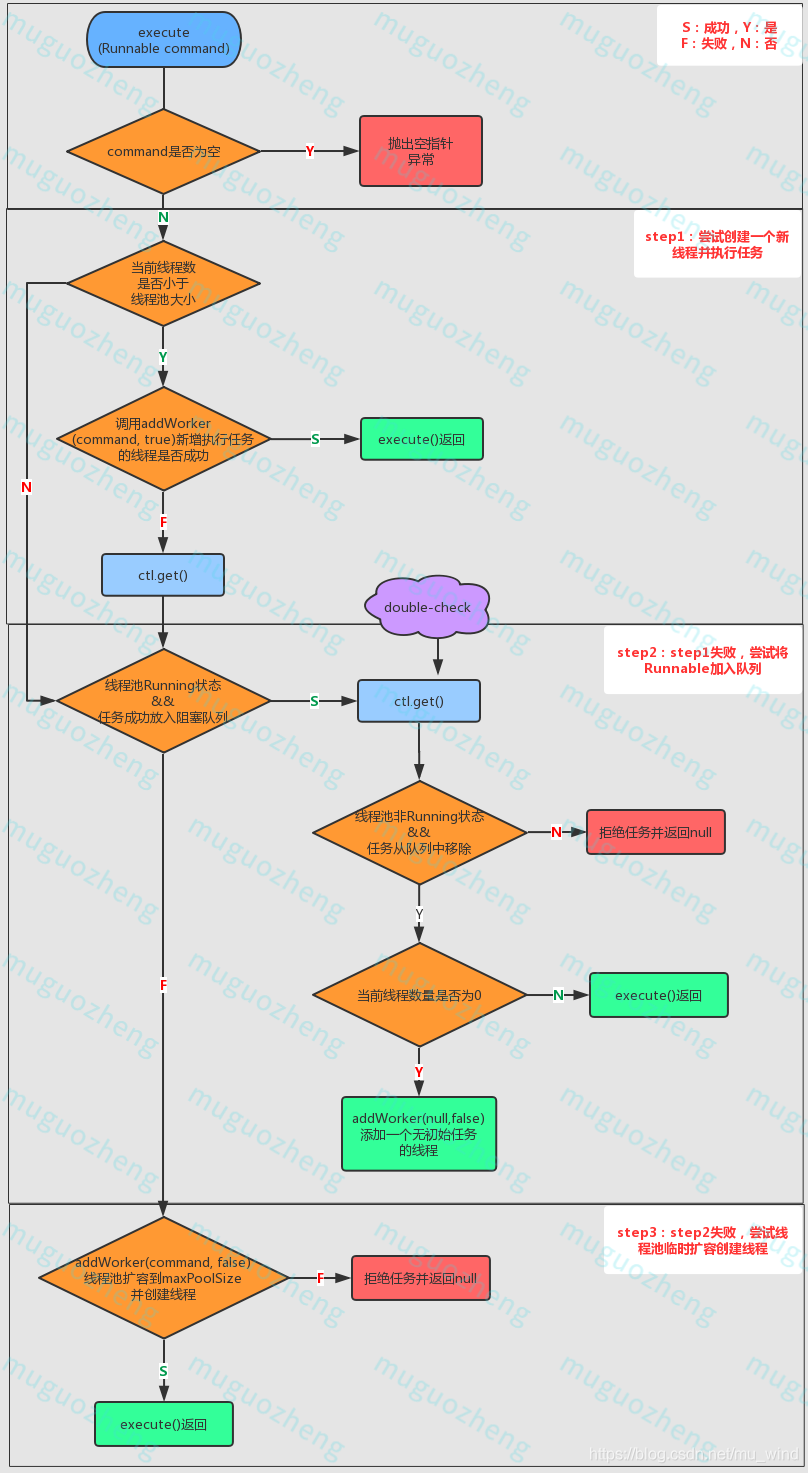 execute
(Runnable command)
S：成功，Y：是
F：失败，N：否
command是否为空
Y
抛出空指针
异常
N
step1：尝试创建一个新
线程并执行任务
当前线程数
是否小于
线程池大小
Y
调用addWorker
(command, true)新增执行任务
的线程是否成功
S
execute()返回
N
F
ctl.get()
double-check
step2：step1失败，尝试将
Runnable加入队列
线程池Running状态
&&
任务成功放入阻塞队列
S
ctl.get()
线程池非Running状态
&&
任务从队列中移除
N
拒绝任务并返回null
Y
F
当前线程数量是否为0
N
execute()返回
Y
addWorker(null,false)
添加一个无初始任务
的线程
step3：step2失败，尝试线
程池临时扩容创建线程
addWorker(command, false)
线程池扩容到maxPoolSize
并创建线程
F
拒绝任务并返回null
S
execute()返回
muguozheng
https://blog.csdn.net/mu_wind